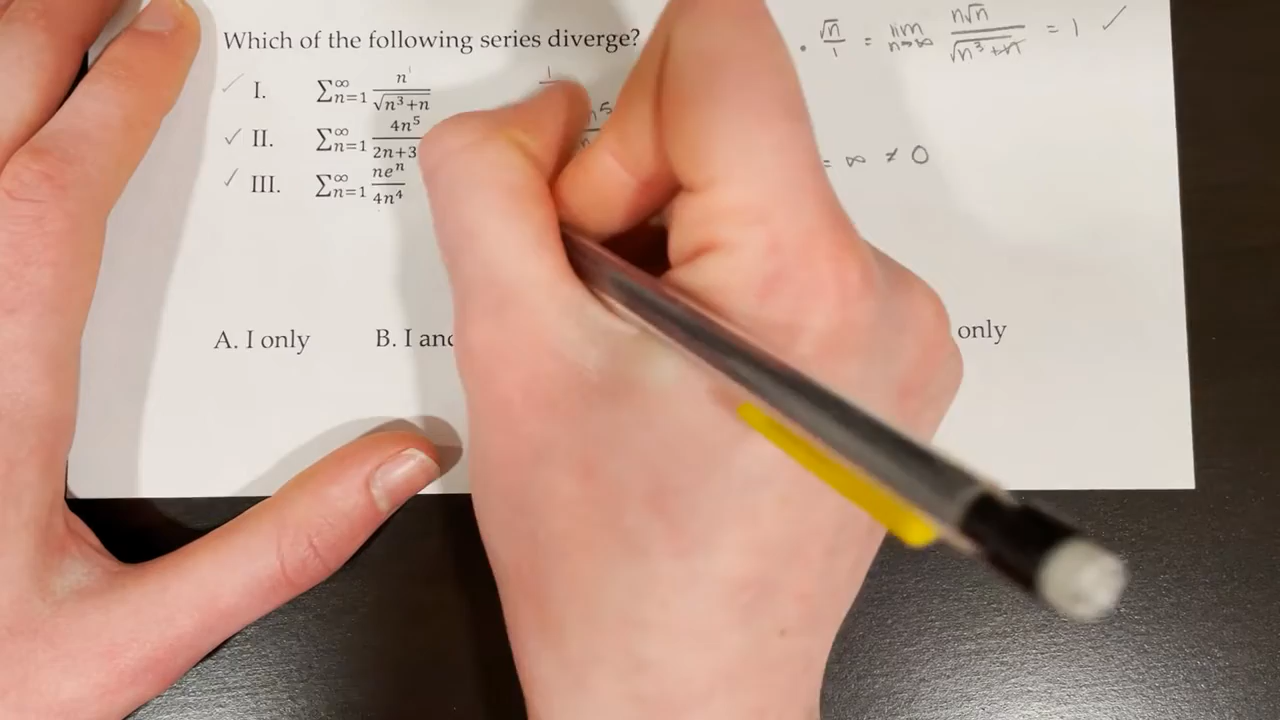 Which of the following series diverge?
I. ∑_{n=1}^{∞} n^1/√(n³+n)
II. ∑_{n=1}^{∞} 4n⁵/2n+3
III. ∑_{n=1}^{∞} neⁿ/4n⁴
· √n/1 = lim n→∞ n√n/√(n³+n) = 1 ✓
= ∞ ≠ 0
A. I only B. I and only